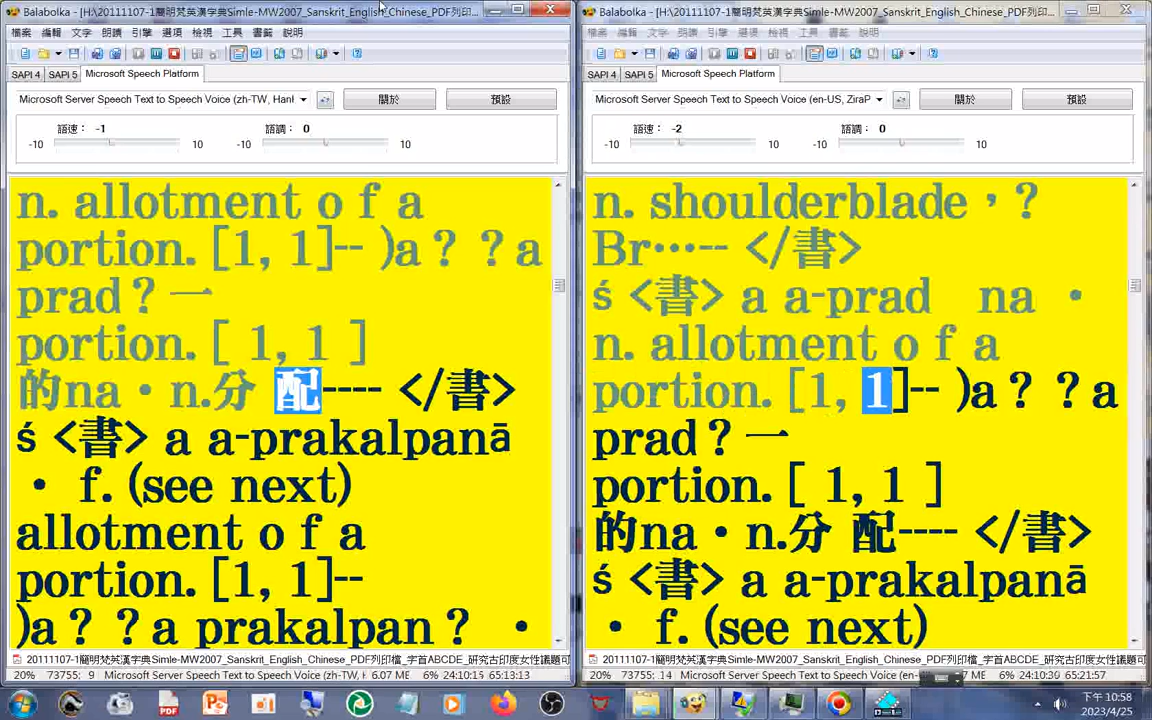 Balabolka - [H:\20111107-1簡明梵英漢字典Simle-MW2007_Sanskrit_English_Chinese_PDF列印...
檔案 編輯 文字 朗讀 引擎 選項 檢視 工具 書籤 說明
SAPI 4 SAPI 5 Microsoft Speech Platform
Microsoft Server Speech Text to Speech Voice (zh-TW, Hanl 關於 預設
語速： -1 語調： 0
-10 10 -10 10
n. allotment o f a
portion. [1, 1]-- )a？？a
prad？一
portion. [ 1, 1 ]
的na・n.分 配---- </書>
ś <書> a a-prakalpanā
・ f. (see next)
allotment o f a
portion. [1, 1]--
)a？？a prakalpan？ ・
20111107-1簡明梵英漢字典Simle-MW2007_Sanskrit_English_Chinese_PDF列印檔_字首ABCDE_研究古印度女性議題可
20% 73755: 9 Microsoft Server Speech Text to Speech Voice (zh-TW, 6.07 ME 6% 24:10:15 65:13:13
Balabolka - [H:\20111107-1簡明梵英漢字典Simle-MW2007_Sanskrit_English_Chinese_PDF列印...
檔案 編輯 文字 朗讀 引擎 選項 檢視 工具 書籤 說明
SAPI 4 SAPI 5 Microsoft Speech Platform
Microsoft Server Speech Text to Speech Voice (en-US, ZiraP 關於 預設
語速： -2 語調： 0
-10 10 -10 10
n. shoulderblade，？
Br…-- </書>
ś <書> a a-prad na ・
n. allotment o f a
portion. [1, 1]-- )a？？a
prad？一
portion. [ 1, 1 ]
的na・n.分 配---- </書>
ś <書> a a-prakalpanā
・ f. (see next)
20111107-1簡明梵英漢字典Simle-MW2007_Sanskrit_English_Chinese_PDF列印檔_字首ABCDE_研究古印度女性議題可
20% 73755: 14 Microsoft Server Speech Text to Speech Voice (en-US, ME 6% 24:30:10 65:21:57
下午 10:58
2023/4/25